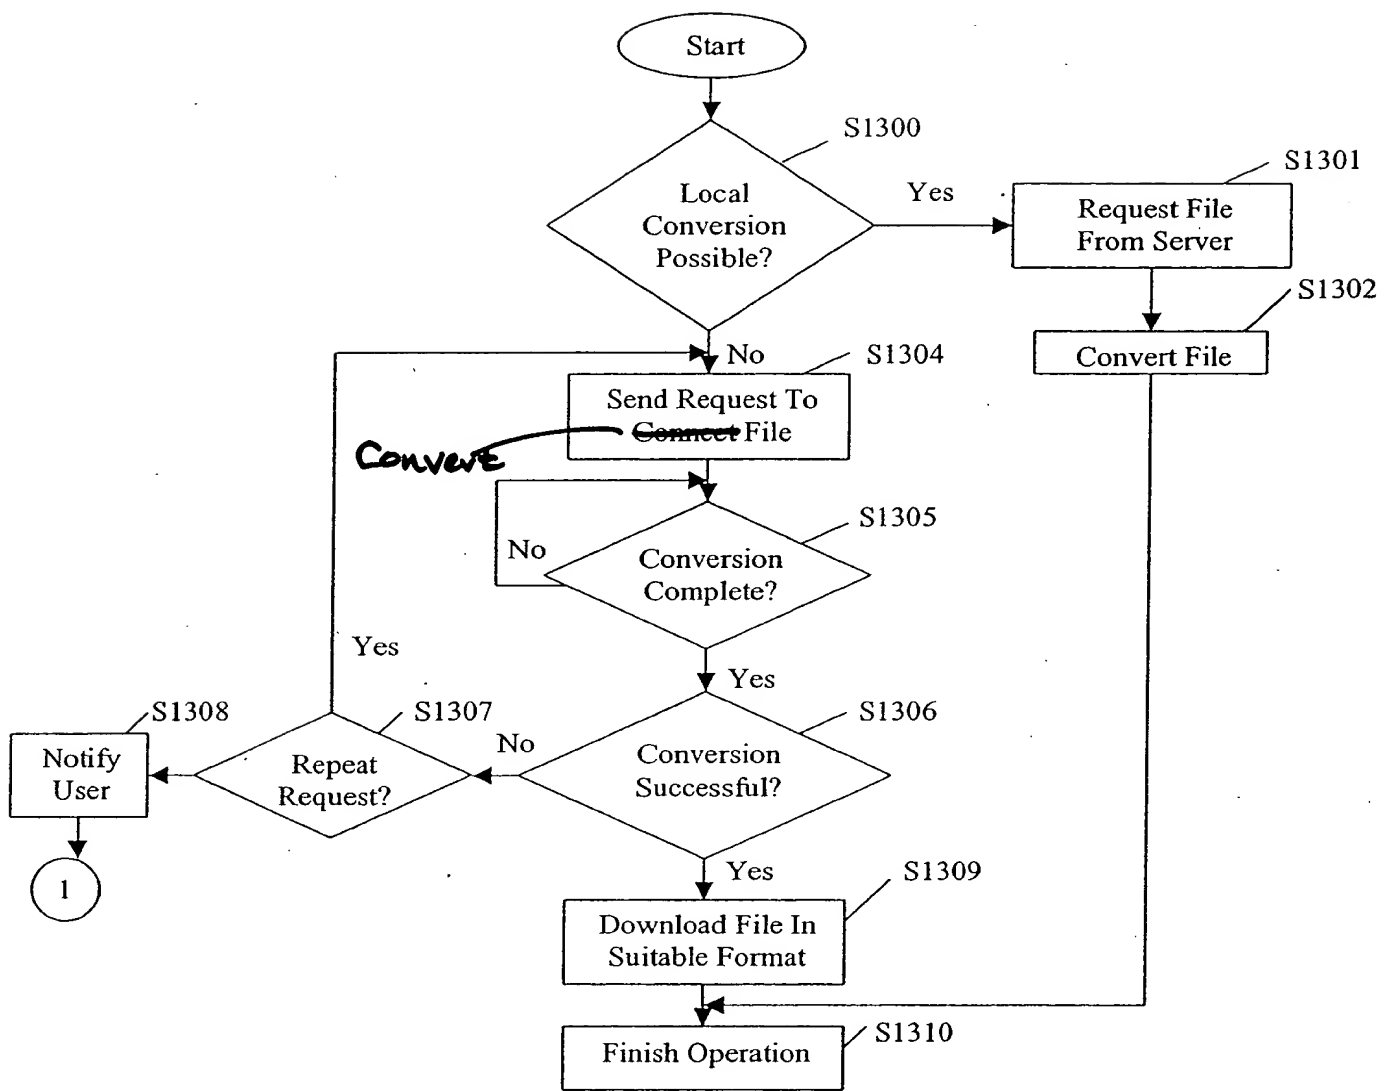 Start
S1300
Local
Conversion
Possible?
Yes
S1301
Request File
From Server
S1302
Convert File
No
S1304
Send Request To
Connect File
Convert
S1305
No
Conversion
Complete?
Yes
Yes
S1306
Conversion
Successful?
No
S1307
Repeat
Request?
S1308
Notify
User
1
Yes
S1309
Download File In
Suitable Format
S1310
Finish Operation